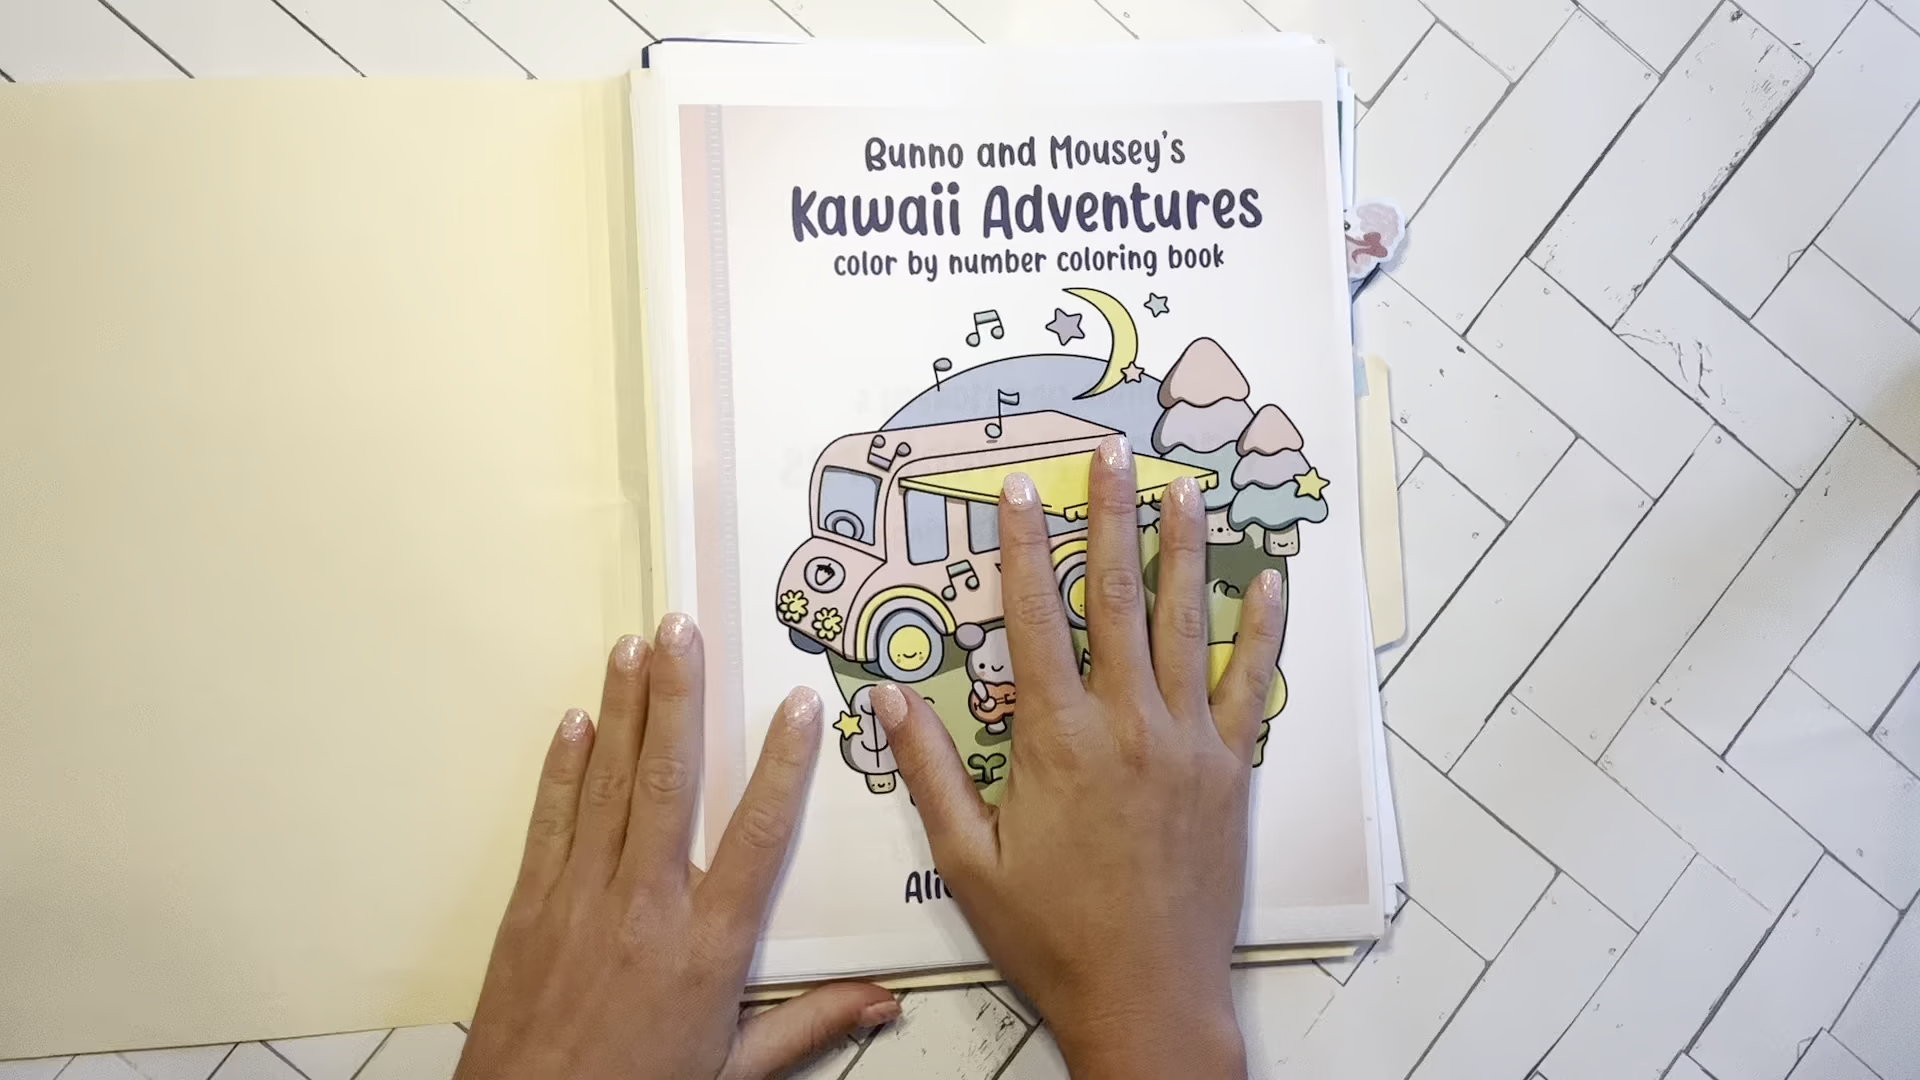 Bunno and Mousey's
Kawaii Adventures
color by number coloring book